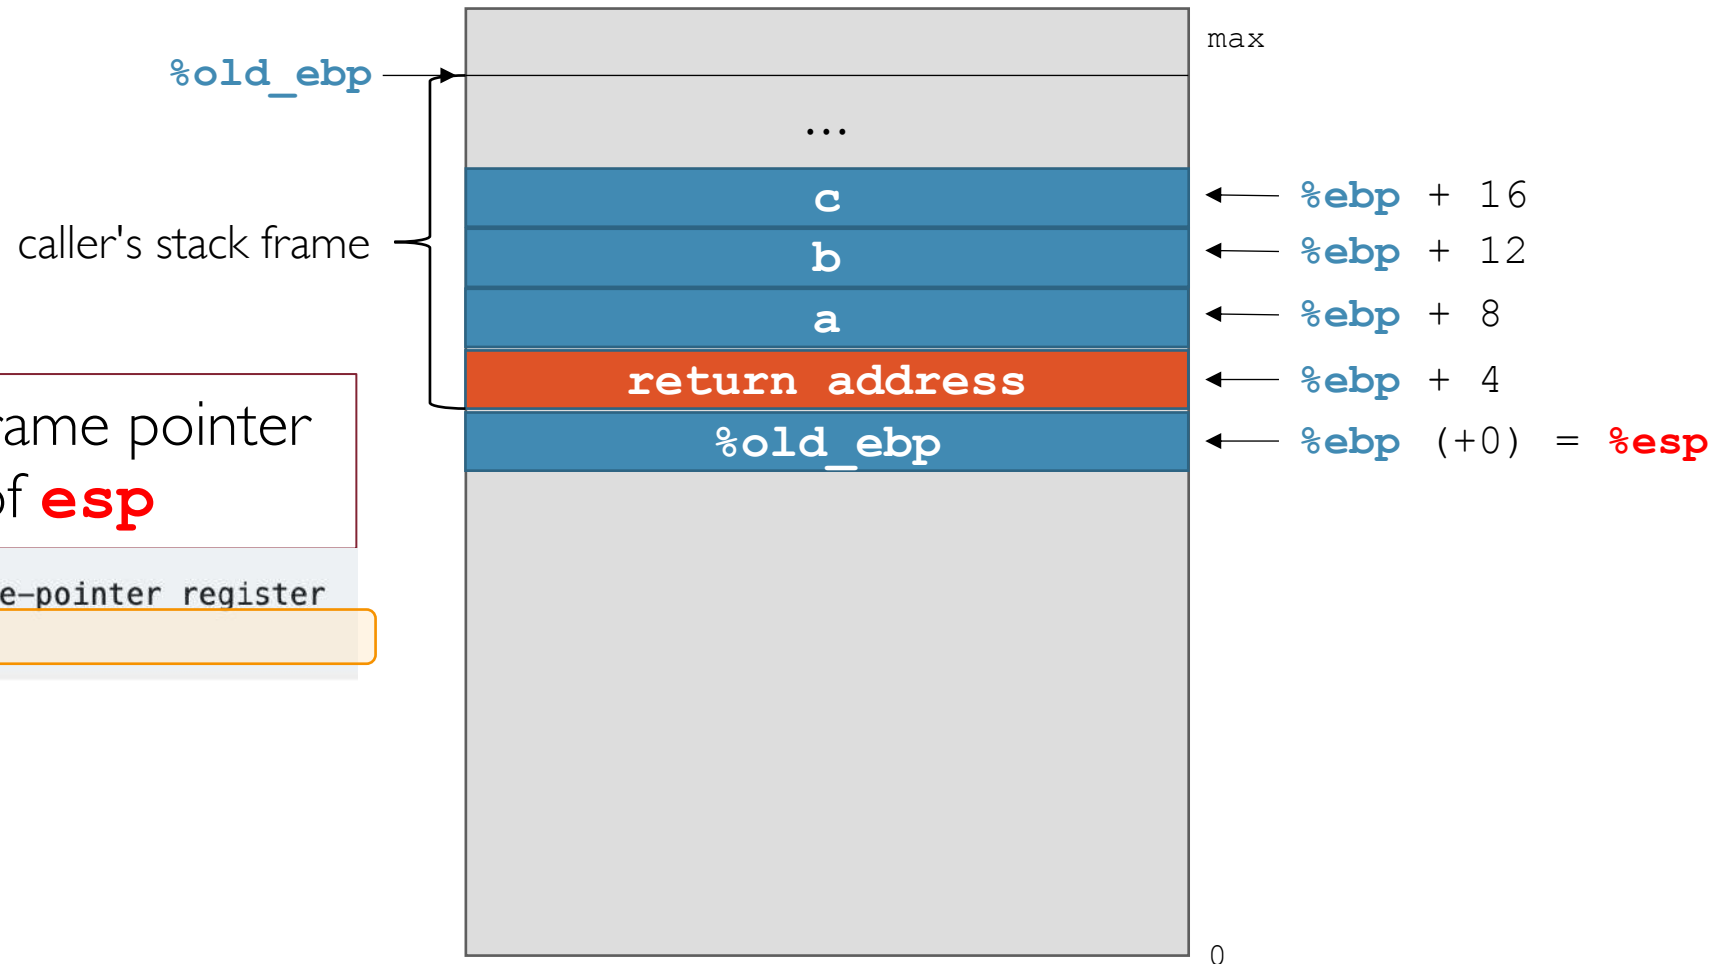 max
%old_ebp
...
c
%ebp + 16
caller's stack frame
b
%ebp + 12
a
%ebp + 8
return address
%ebp + 4
%old_ebp
%ebp (+0) = %esp
pointer
of esp
e-pointer register
0